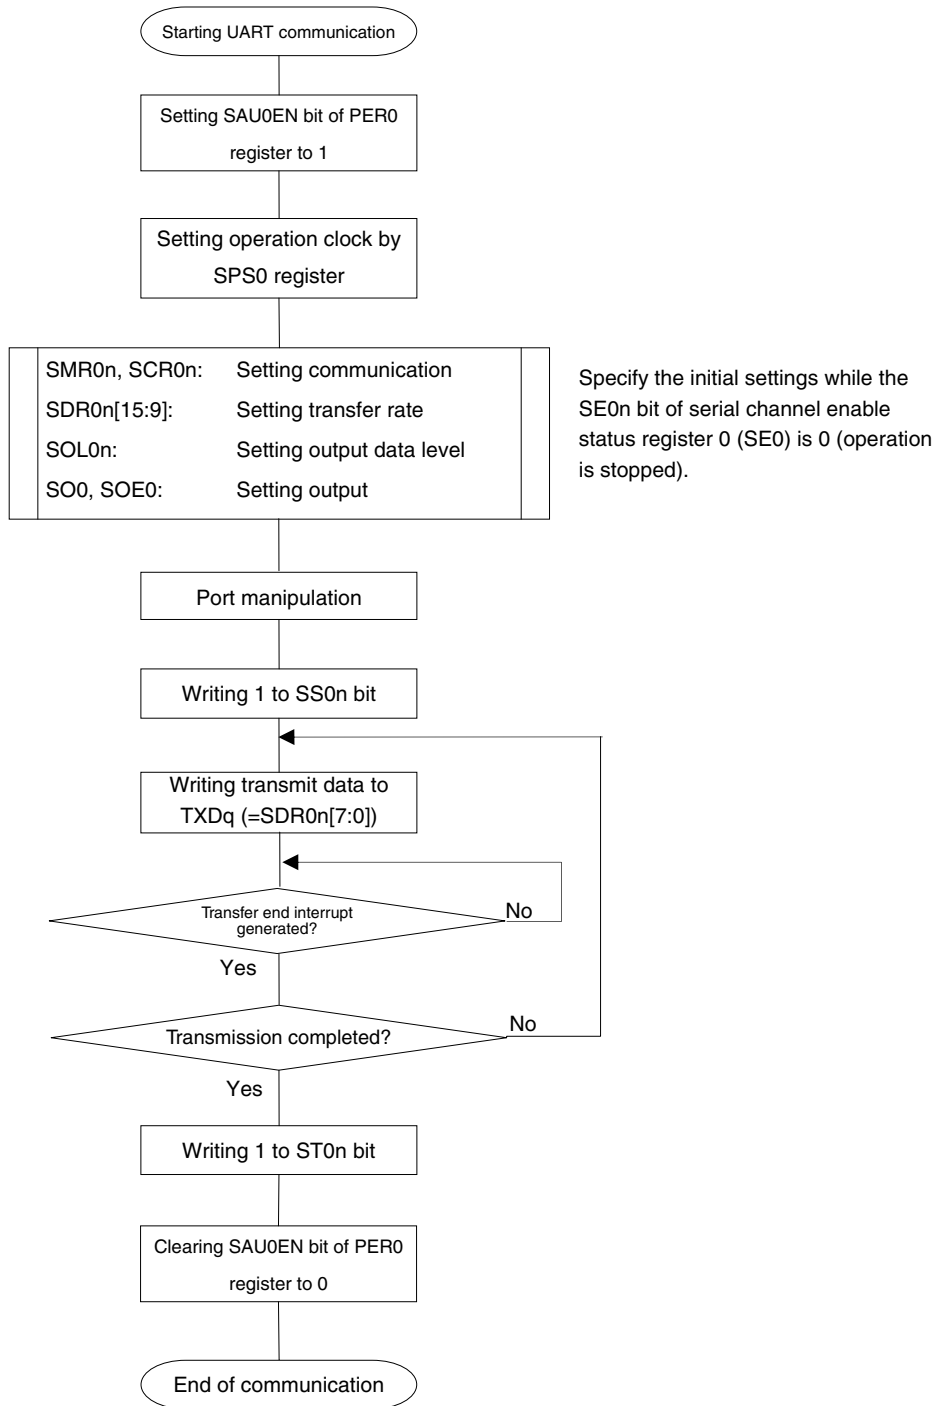 Starting UART communication
Setting SAU0EN bit of PER0
register to 1
Setting operation clock by
SPS0 register
SMR0n, SCR0n: Setting communication
SDR0n[15:9]: Setting transfer rate
SOL0n: Setting output data level
SO0, SOE0: Setting output
Specify the initial settings while the
SE0n bit of serial channel enable
status register 0 (SE0) is 0 (operation
is stopped).
Port manipulation
Writing 1 to SS0n bit
Writing transmit data to
TXDq (=SDR0n[7:0])
Transfer end interrupt
generated?
No
Yes
Transmission completed?
No
Yes
Writing 1 to ST0n bit
Clearing SAU0EN bit of PER0
register to 0
End of communication